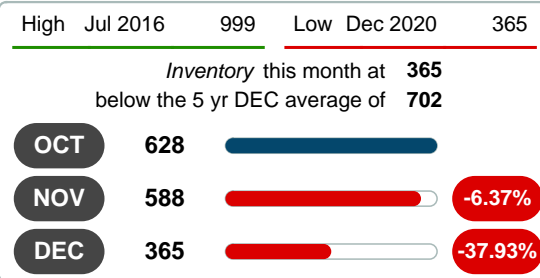 High Jul 2016 999 Low Dec 2020 365
Inventory this month at 365
below the 5 yr DEC average of 702
OCT 628
NOV 588 -6.37%
DEC 365 -37.93%